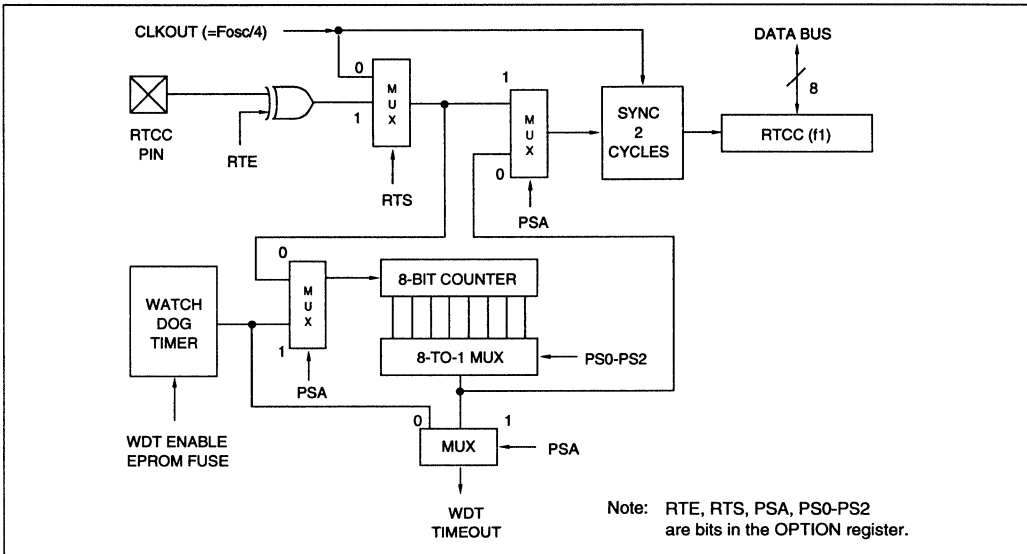 CLKOUT (=Fosc/4)
DATA BUS
0
MUX
1
1
MUX
0
8
SYNC
2
CYCLES
RTCC (f1)
RTCC
PIN
RTE
RTS
PSA
0
MUX
1
8-BIT COUNTER
WATCH
DOG
TIMER
8-TO-1 MUX
PS0-PS2
PSA
0
1
MUX
PSA
WDT ENABLE
EPROM FUSE
WDT
TIMEOUT
Note: RTE, RTS, PSA, PS0-PS2
are bits in the OPTION register.